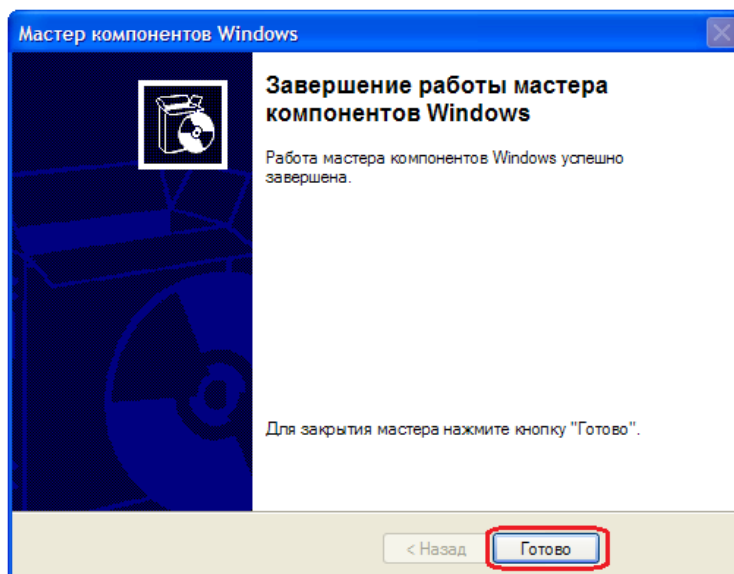 Мастер компонентов Windows
Завершение работы мастера
компонентов Windows
Работа мастера компонентов Windows успешно
завершена.
Для закрытия мастера нажмите кнопку "Готово".
< Назад
Готово